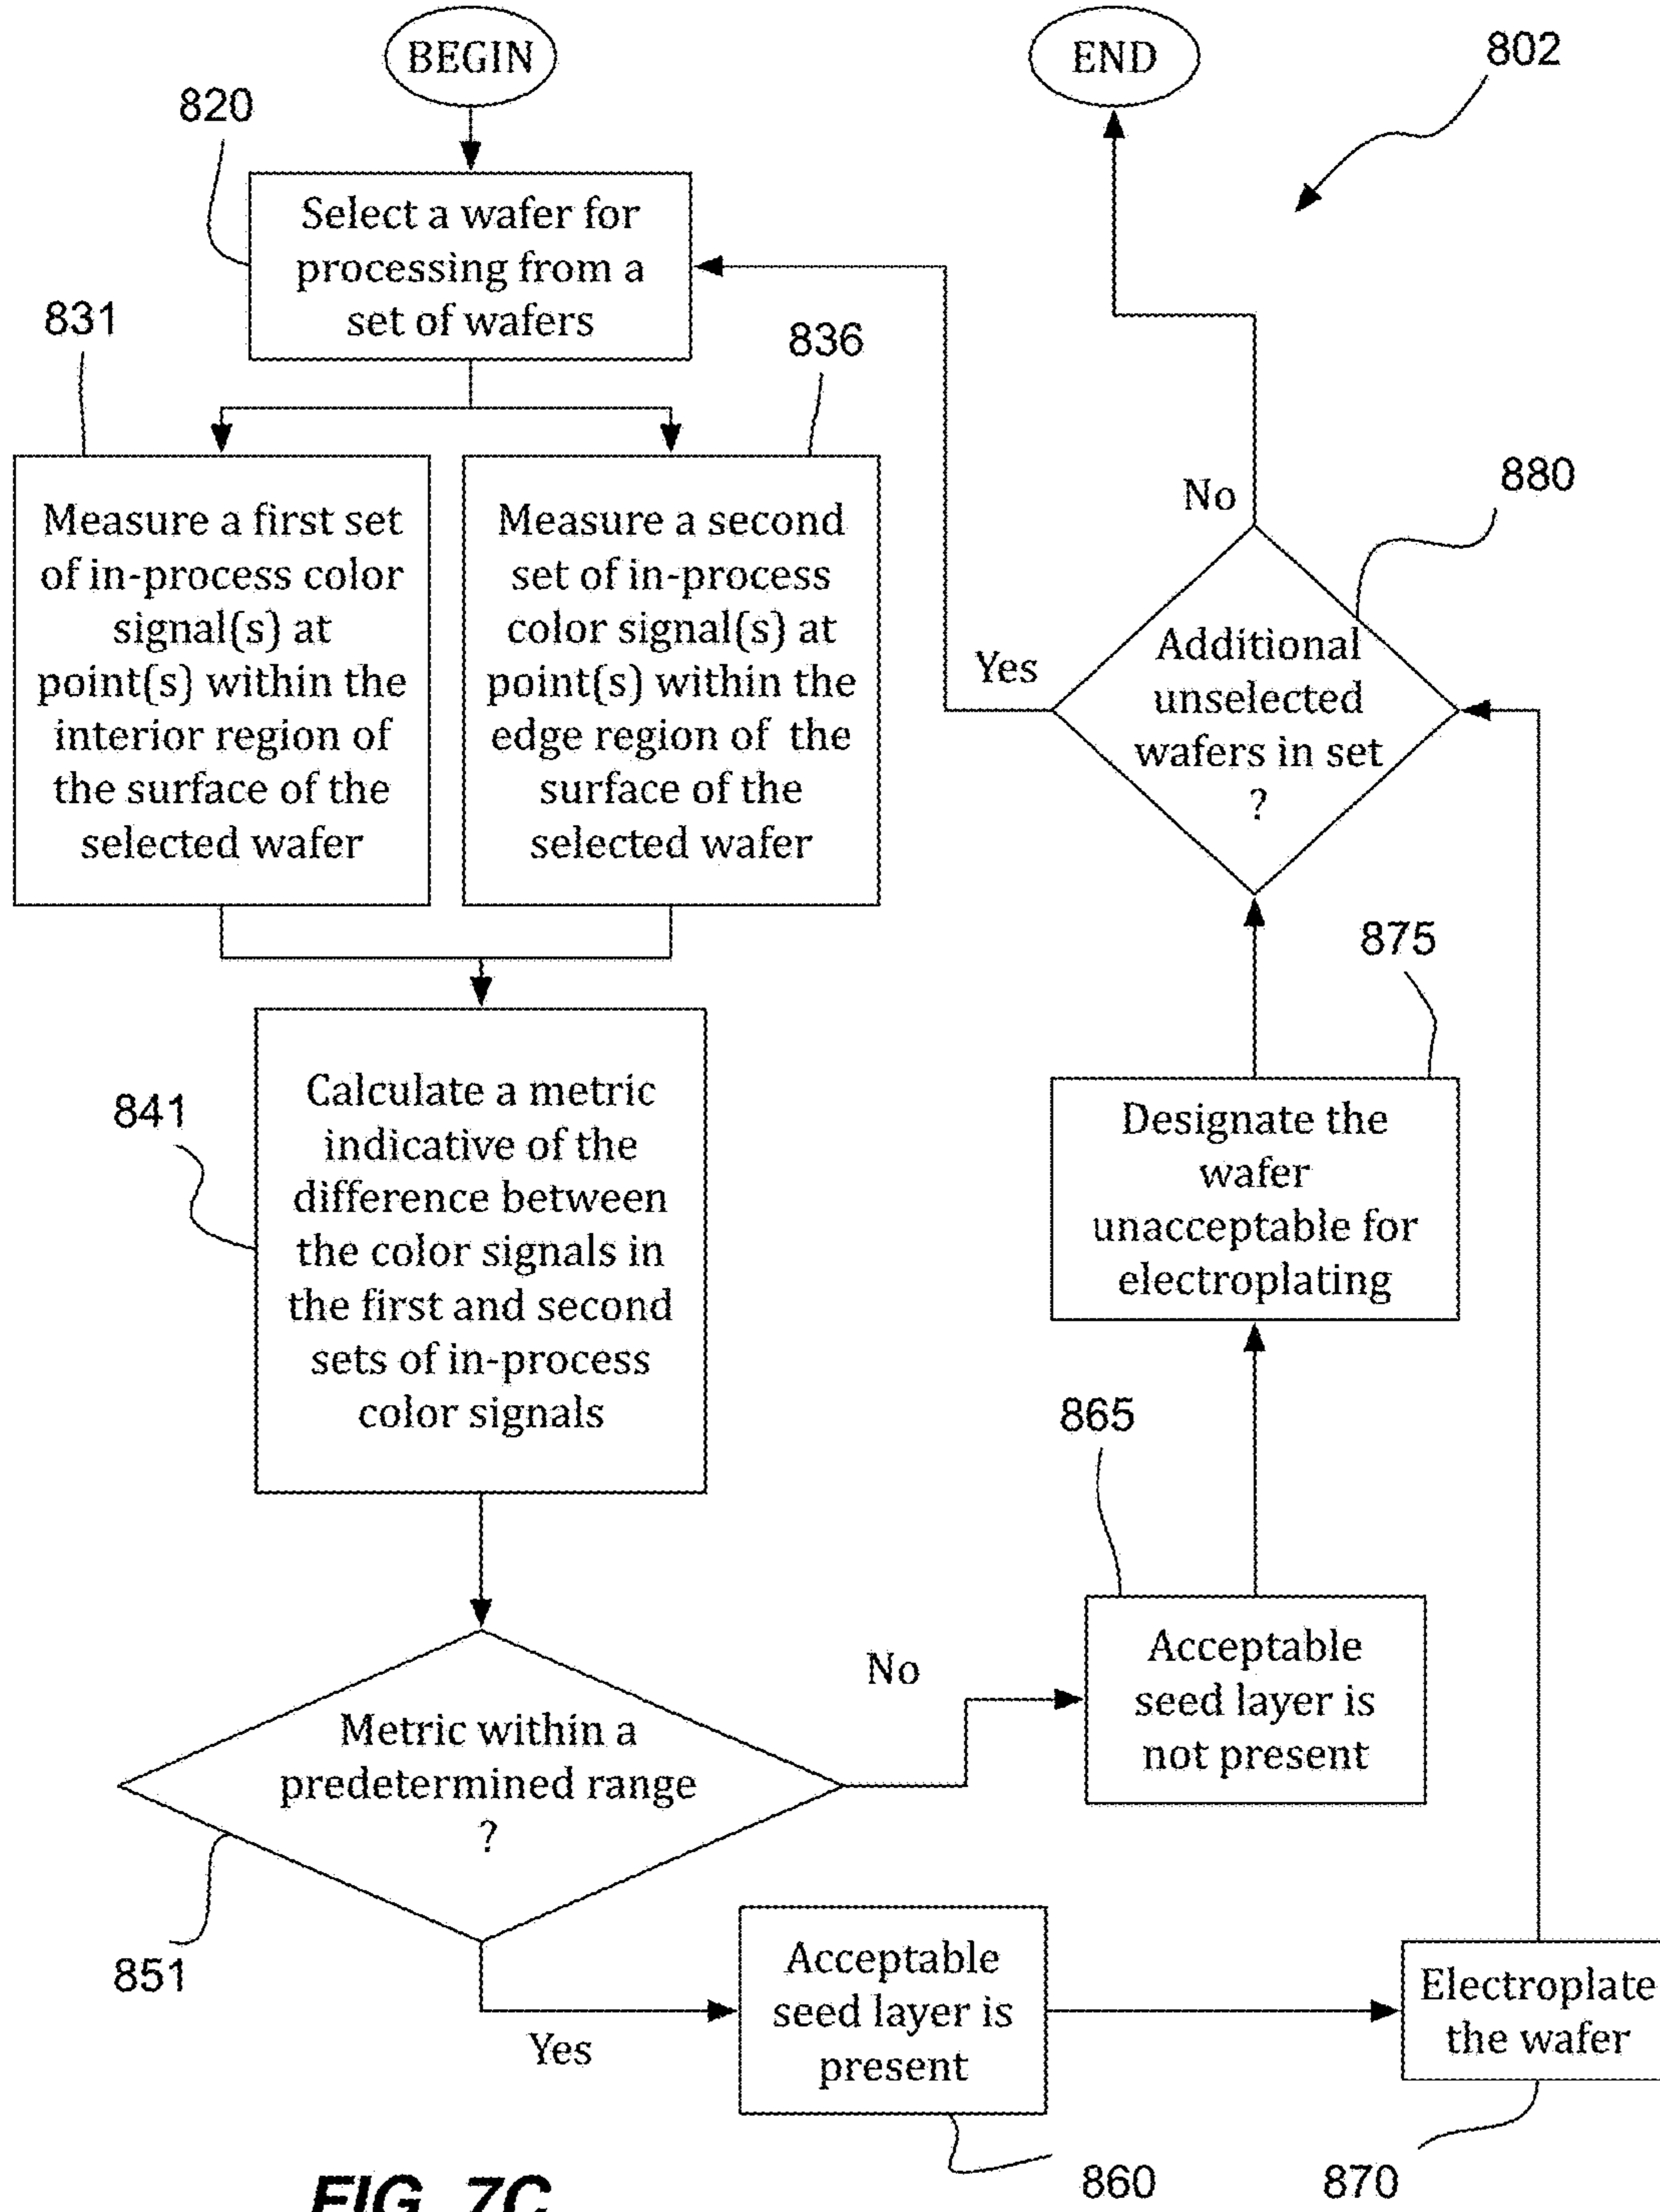 BEGIN
END
802
820
Select a wafer for
processing from a
set of wafers
831
836
Measure a first set
of in-process color
signal(s) at
point(s) within the
interior region of
the surface of the
selected wafer
Measure a second
set of in-process
color signal(s) at
point(s) within the
edge region of the
surface of the
selected wafer
No
880
Yes
Additional
unselected
wafers in set
?
875
Designate the
wafer
unacceptable for
electroplating
841
Calculate a metric
indicative of the
difference between
the color signals in
the first and second
sets of in-process
color signals
865
No
Acceptable
seed layer is
not present
Metric within a
predetermined range
?
851
Yes
Acceptable
seed layer is
present
Electroplate
the wafer
860
870
FIG. 7C